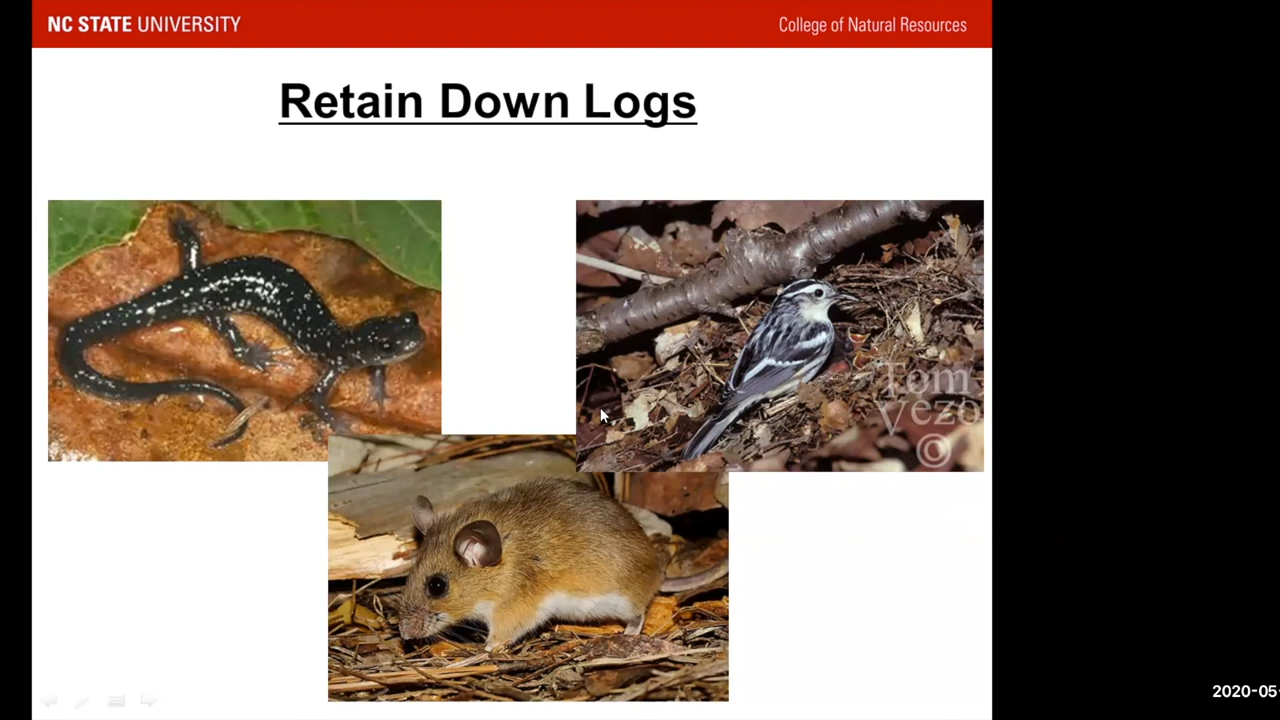 NC STATE UNIVERSITY
College of Natural Resources
Retain Down Logs
Tom
Vezo
©
2020-05-